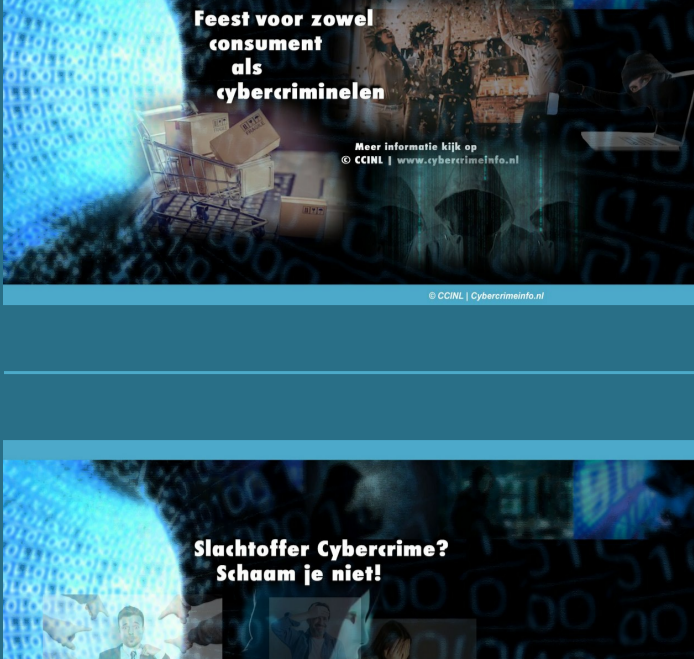 Feest voor zowel
consument
als
cybercriminelen
Meer informatie kijk op
© CCINL | www.cybercrimeinfo.nl
© CCINL | Cybercrimeinfo.nl
Slachtoffer Cybercrime?
Schaam je niet!